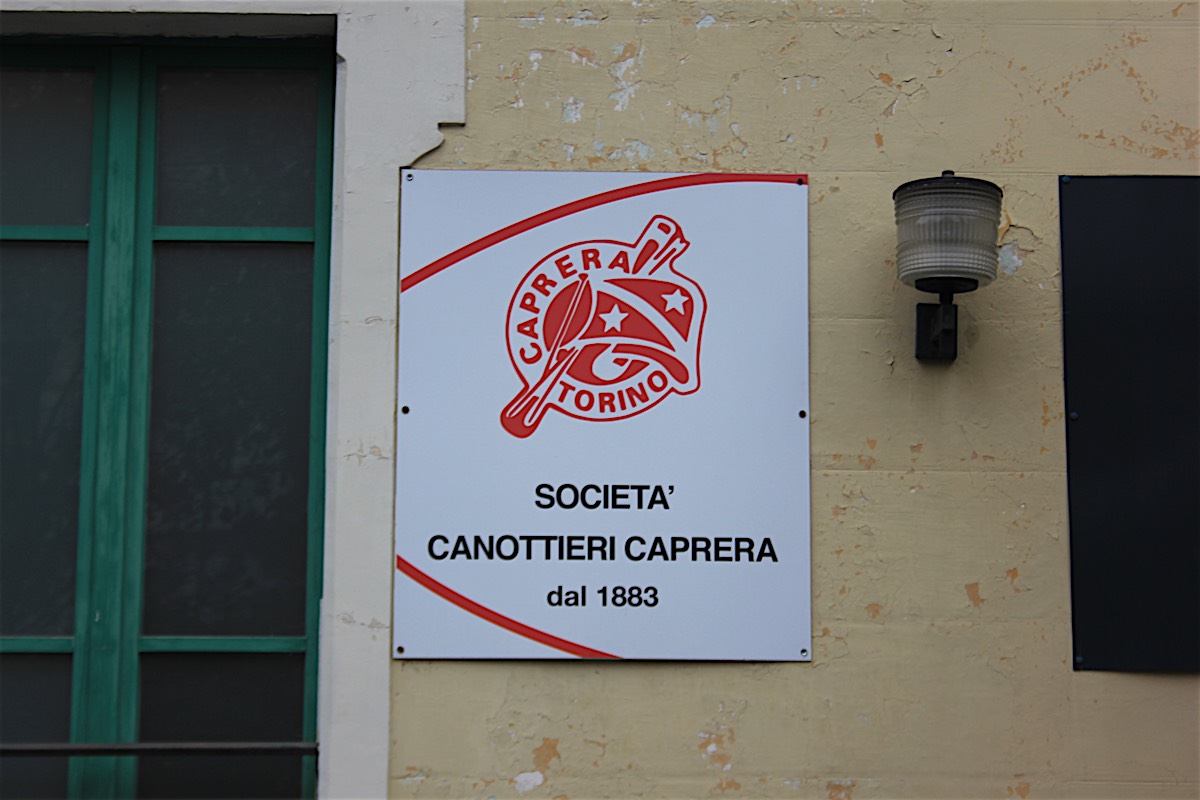 CAPRERA
TORINO
SOCIETA'
CANOTTIERI CAPRERA
dal 1883